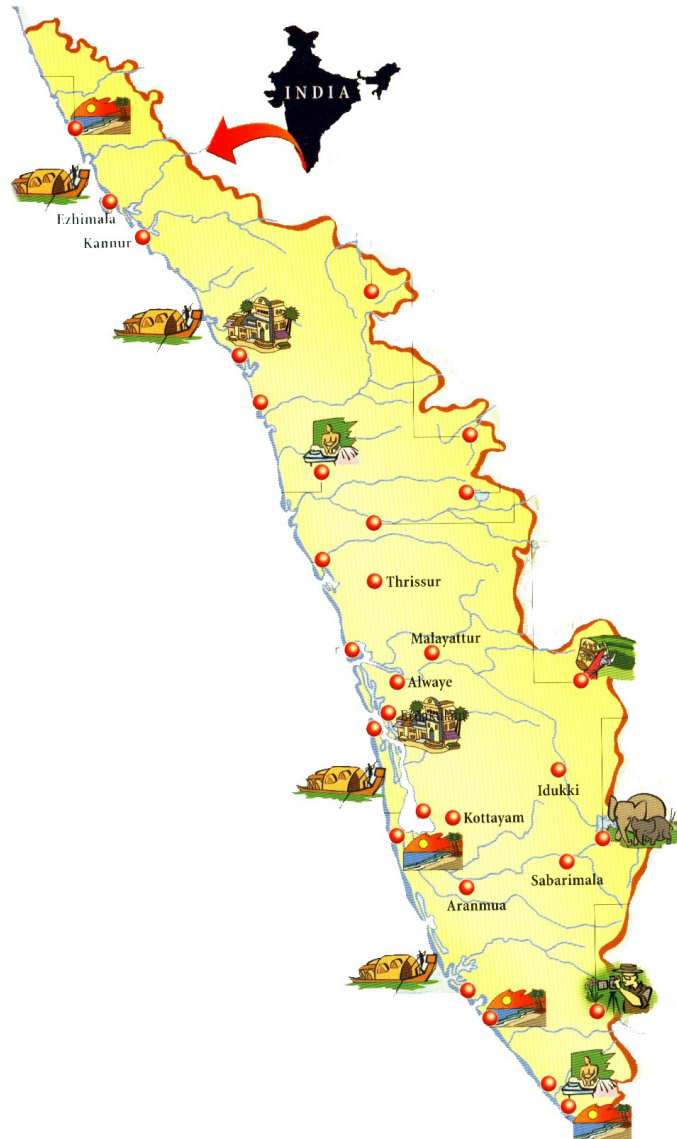 INDIA
Ezhimala
Kannur
Thrissur
Malayattur
Alwaye
Idukki
Kottayam
Sabarimala
Aranmua